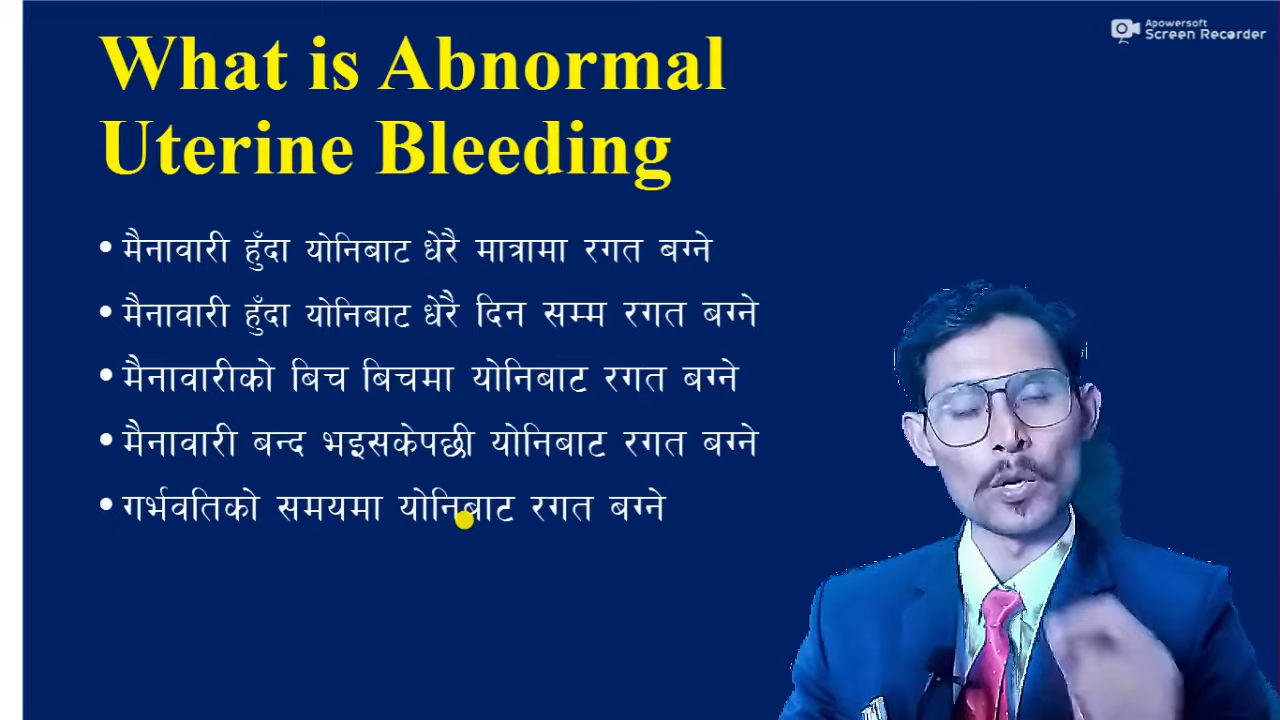 Apowersoft
Screen Recorder
What is Abnormal
Uterine Bleeding
• मैनावारी हुँदा योनिबाट धेरै मात्रामा रगत बग्ने
• मैनावारी हुँदा योनिबाट धेरै दिन सम्म रगत बग्ने
• मैनावारीको बिच बिचमा योनिबाट रगत बग्ने
• मैनावारी बन्द भइसकेपछी योनिबाट रगत बग्ने
• गर्भवतिको समयमा योनिबाट रगत बग्ने